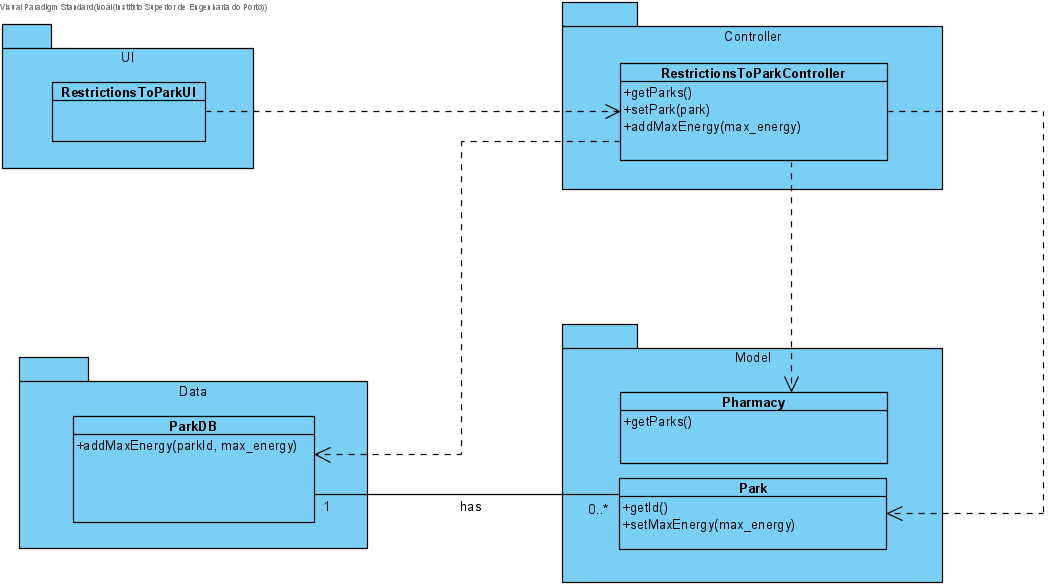 Visual Paradigm Standard(lvoal(Instituto Superior de Engenharia do Porto))
UI
RestrictionsToParkUI
Controller
RestrictionsToParkController
+getParks()
+setPark(park)
+addMaxEnergy(max_energy)
Data
ParkDB
+addMaxEnergy(parkId, max_energy)
1
has
0..*
Model
Pharmacy
+getParks()
Park
+getId()
+setMaxEnergy(max_energy)